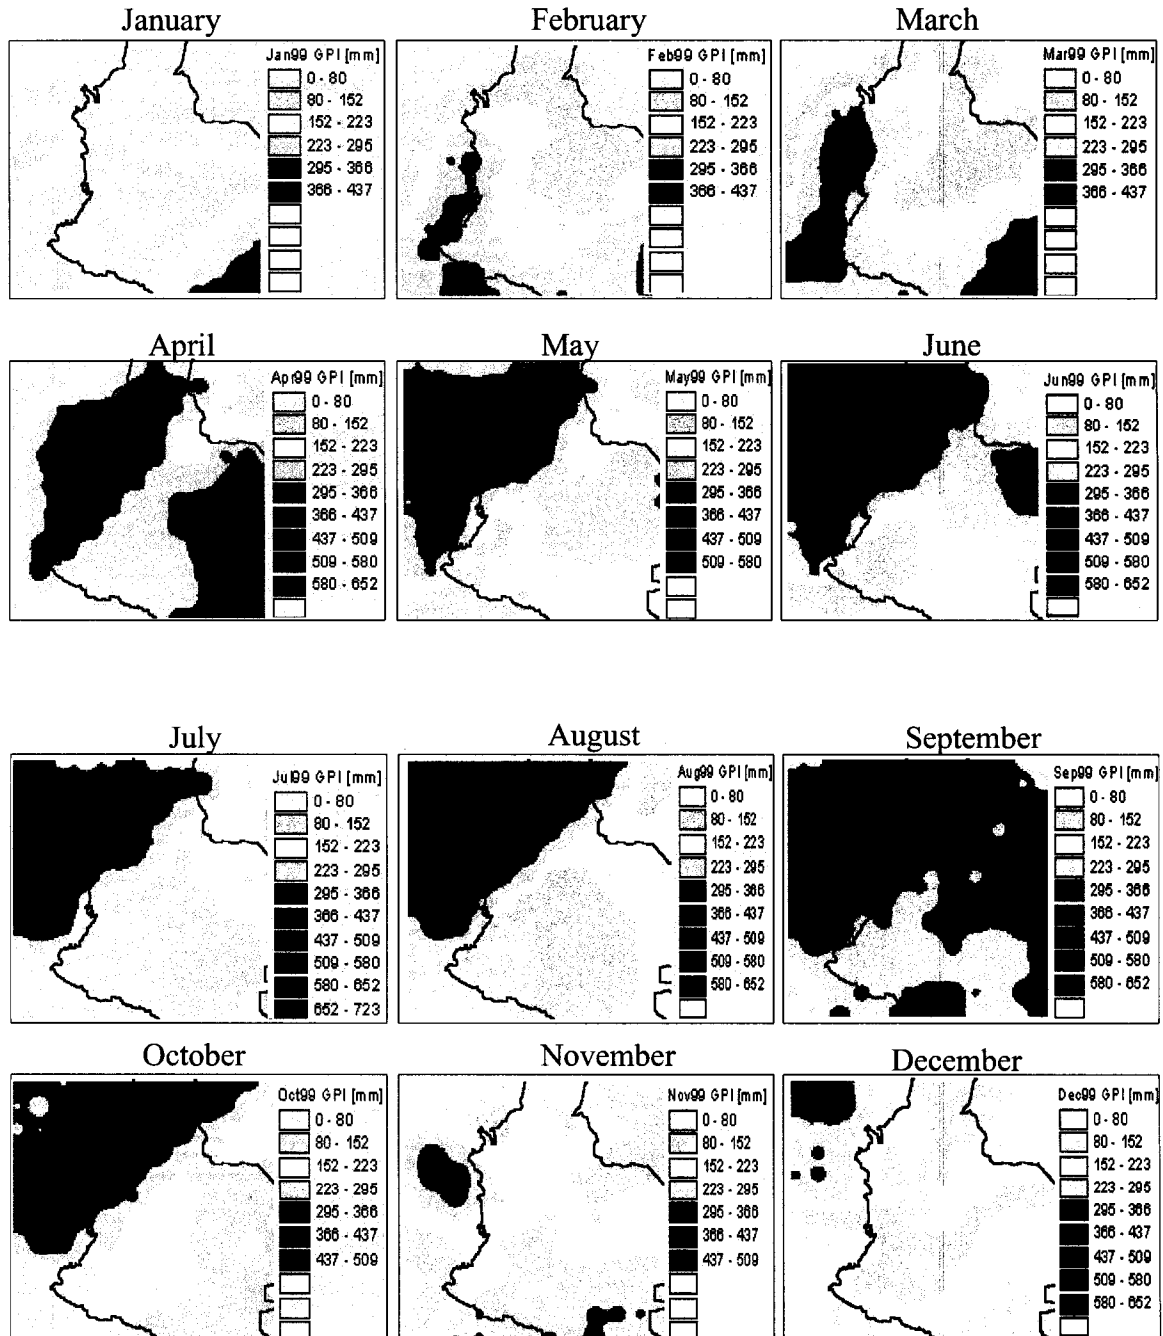 January
Jan99 GPI [mm]
0 - 80
80 - 152
152 - 223
223 - 295
295 - 366
366 - 437
February
Feb99 GPI [mm]
0 - 80
80 - 152
152 - 223
223 - 295
295 - 366
366 - 437
March
Mar99 GPI [mm]
0 - 80
80 - 152
152 - 223
223 - 295
295 - 366
366 - 437
April
Apr99 GPI [mm]
0 - 80
80 - 152
152 - 223
223 - 295
295 - 366
366 - 437
437 - 509
509 - 580
580 - 652
May
May99 GPI [mm]
0 - 80
80 - 152
152 - 223
223 - 295
295 - 366
366 - 437
437 - 509
509 - 580
June
Jun99 GPI [mm]
0 - 80
80 - 152
152 - 223
223 - 295
295 - 366
366 - 437
437 - 509
509 - 580
580 - 652
July
Jul99 GPI [mm]
0 - 80
80 - 152
152 - 223
223 - 295
295 - 366
366 - 437
437 - 509
509 - 580
580 - 652
652 - 723
August
Aug99 GPI [mm]
0 - 80
80 - 152
152 - 223
223 - 295
295 - 366
366 - 437
437 - 509
509 - 580
580 - 652
September
Sep99 GPI [mm]
0 - 80
80 - 152
152 - 223
223 - 295
295 - 366
366 - 437
437 - 509
509 - 580
580 - 652
October
Oct99 GPI [mm]
0 - 80
80 - 152
152 - 223
223 - 295
295 - 366
366 - 437
437 - 509
November
Nov99 GPI [mm]
0 - 80
80 - 152
152 - 223
223 - 295
295 - 366
366 - 437
437 - 509
December
Dec99 GPI [mm]
0 - 80
80 - 152
152 - 223
223 - 295
295 - 366
366 - 437
437 - 509
509 - 580
580 - 652